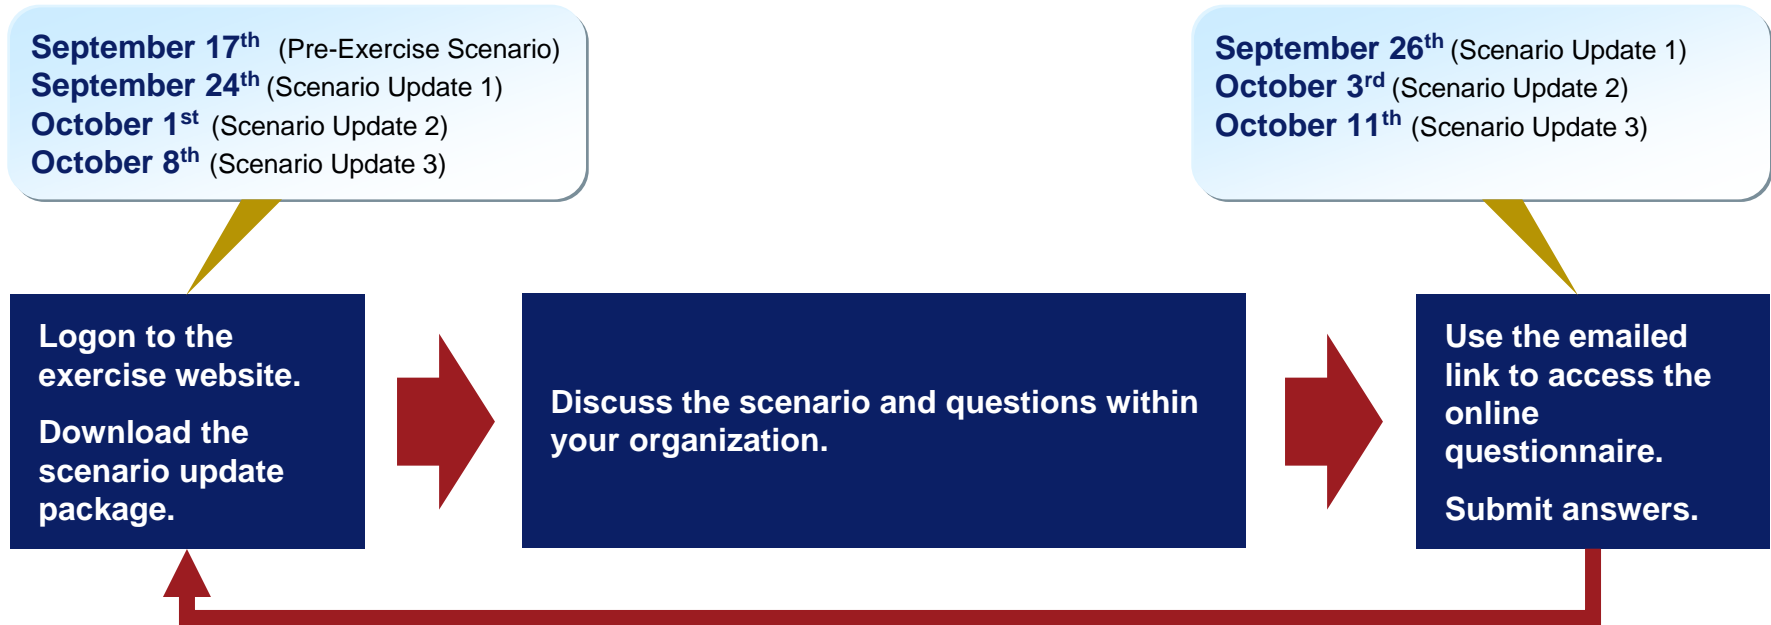 September 17th (Pre-Exercise Scenario)
September 24th (Scenario Update 1)
October 1st (Scenario Update 2)
October 8th (Scenario Update 3)
September 26th (Scenario Update 1)
October 3rd (Scenario Update 2)
October 11th (Scenario Update 3)
Logon to the
exercise website.
Download the
scenario update
package.
Discuss the scenario and questions within
your organization.
Use the emailed
link to access the
online
questionnaire.
Submit answers.